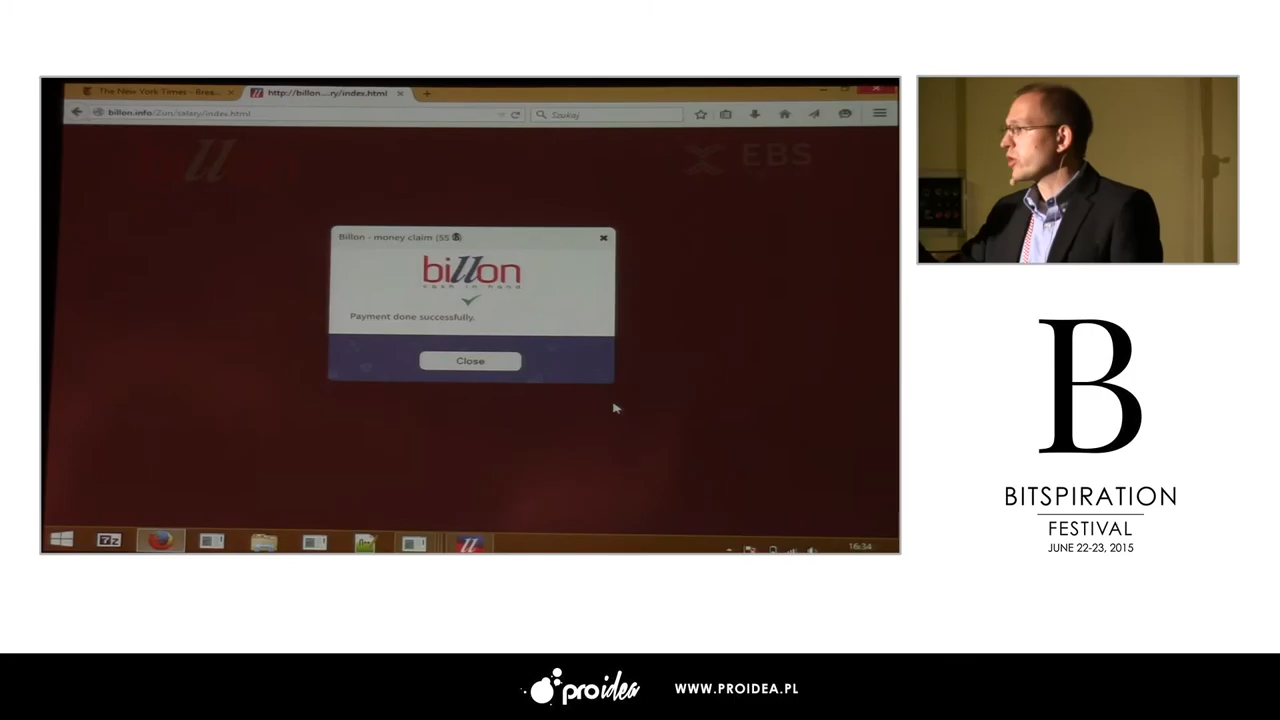 The New York Times - Brea...
http://billon....ry/index.html
billon.info/Zus/salary/index.html
Szukaj
billon
EBS
Billon - money claim (55
billon
cash in hand
Payment done successfully.
Close
7z
16:34
B
BITSPIRATION
FESTIVAL
JUNE 22-23, 2015
proidea
WWW.PROIDEA.PL